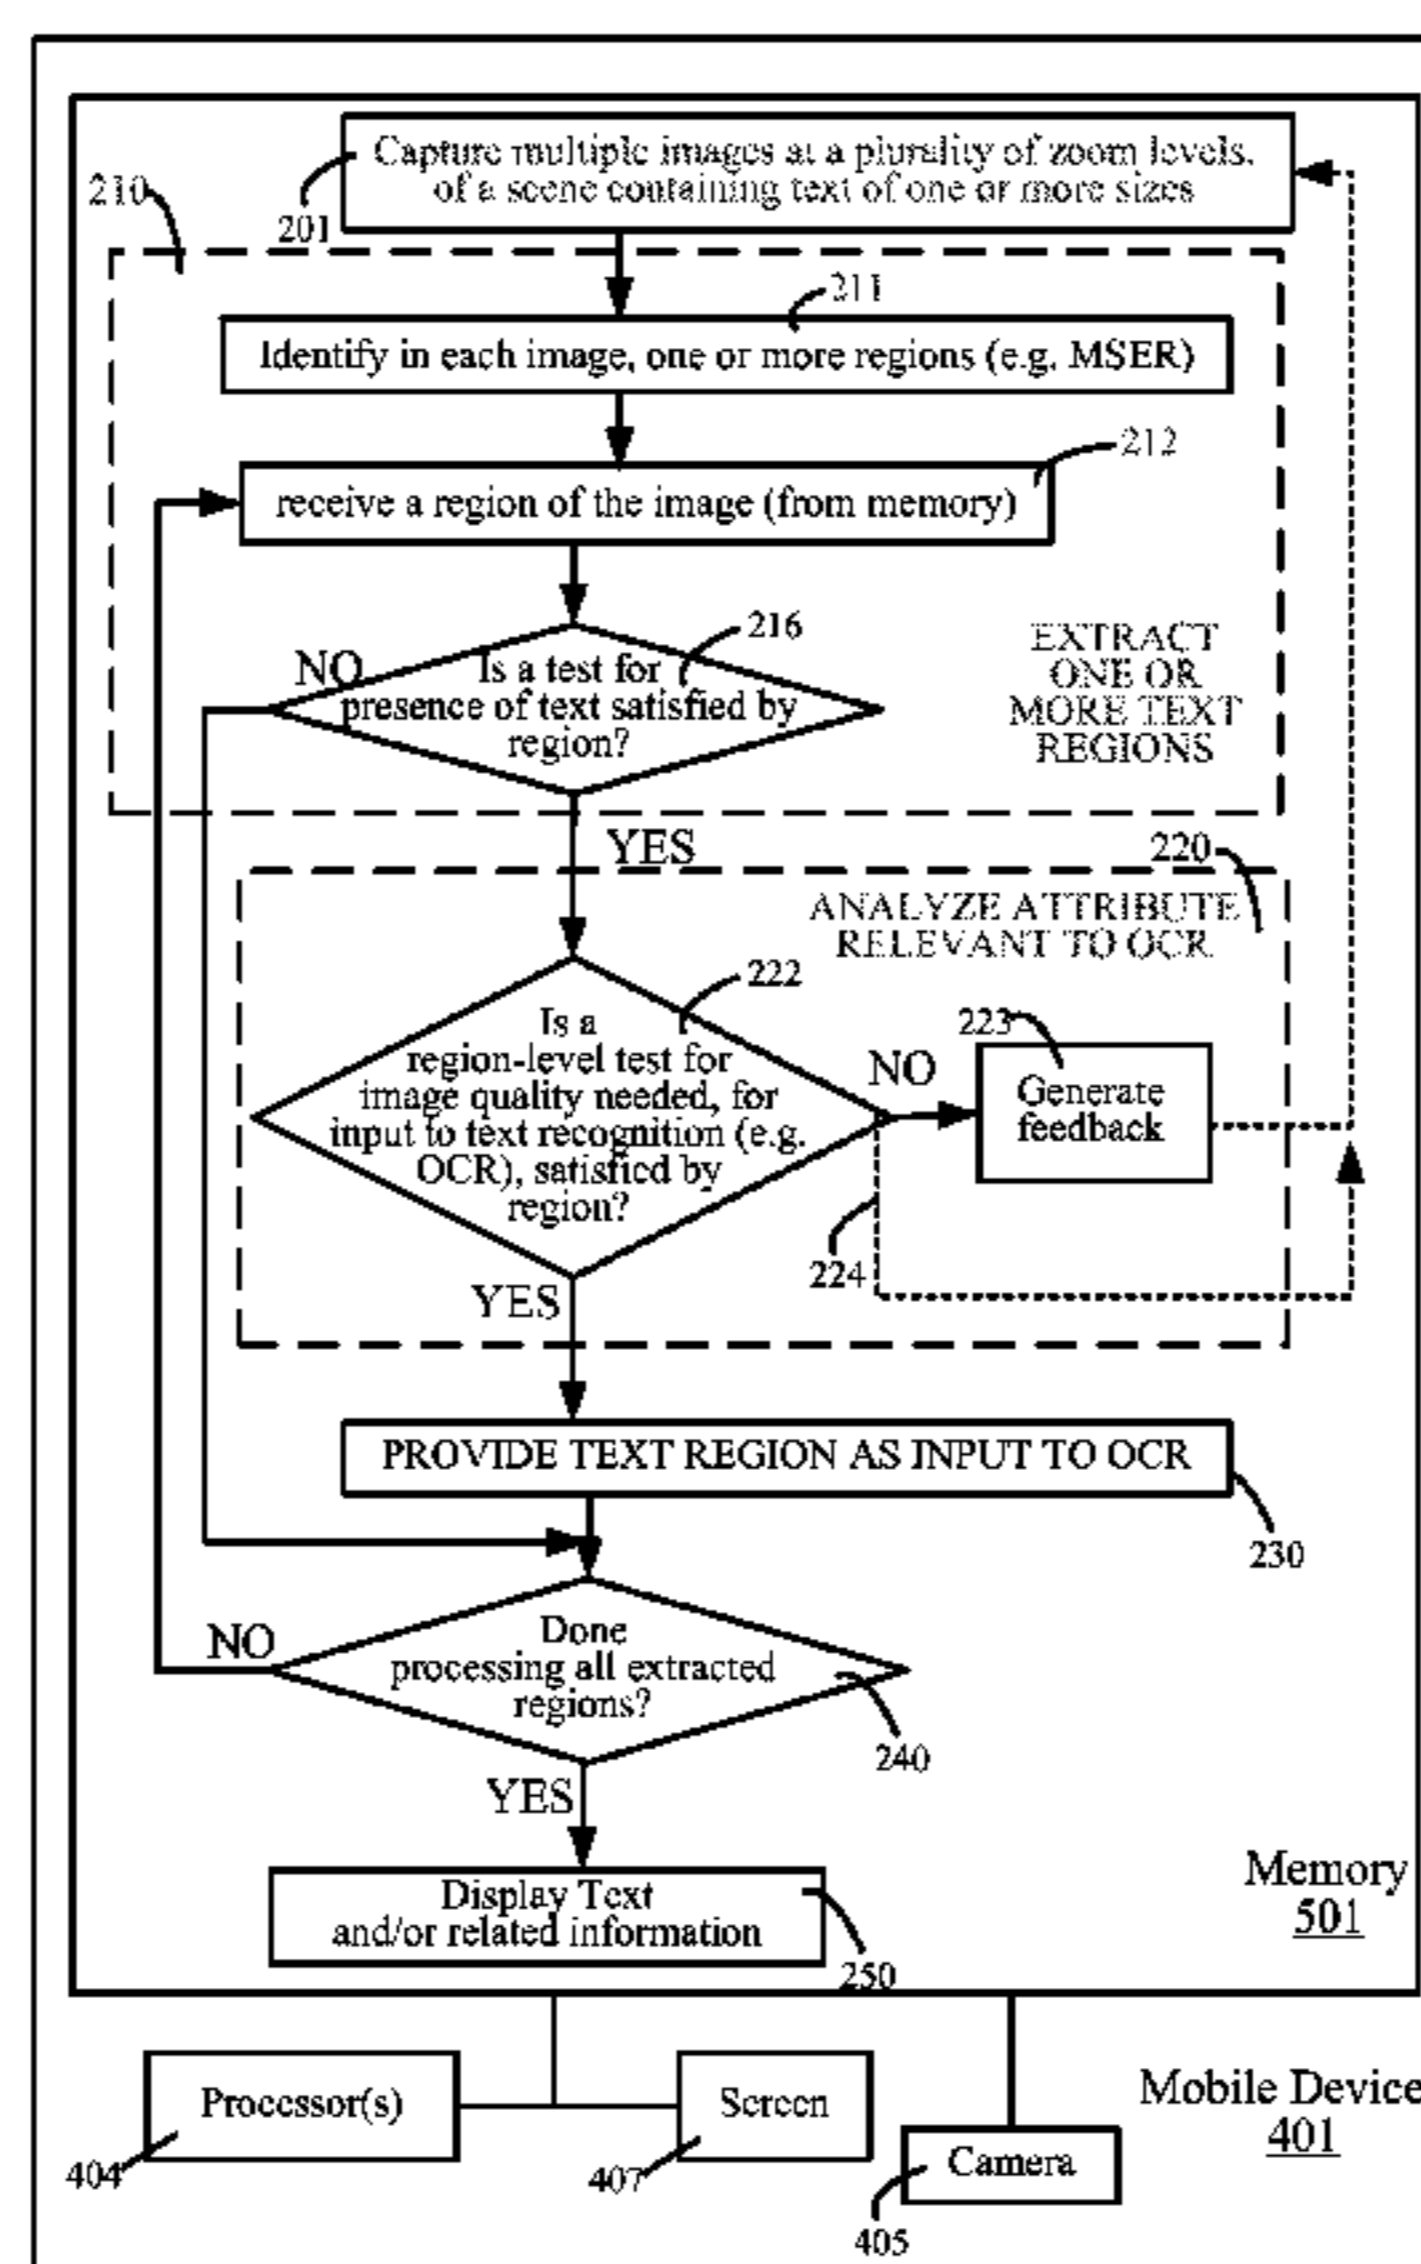 Capture multiple images at a plurality of zoom levels,
of a scene containing text of one or more sizes
210
201
211
Identify in each image, one or more regions (e.g. MSER)
212
receive a region of the image (from memory)
216
NO
Is a test for
presence of text satisfied by
region?
EXTRACT
ONE OR
MORE TEXT
REGIONS
YES
220
ANALYZE ATTRIBUTE
RELEVANT TO OCR
222
Is a
region-level test for
image quality needed, for
input to text recognition (e.g.
OCR), satisfied by
region?
NO
223
Generate
feedback
224
YES
PROVIDE TEXT REGION AS INPUT TO OCR
230
NO
Done
processing all extracted
regions?
240
YES
Display Text
and/or related information
250
Memory
501
Processor(s)
404
Screen
407
Camera
405
Mobile Device
401